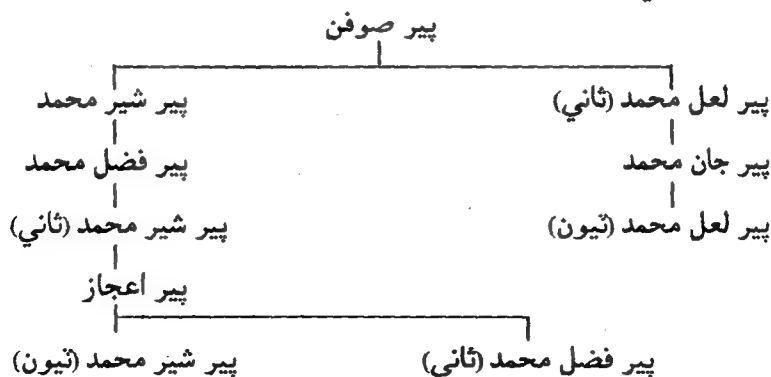 پير صوفن
پير لعل محمد (ثاني) پير شير محمد
پير جان محمد پير فضل محمد
پير لعل محمد (ٽيون) پير شير محمد (ثاني)
پير اعجاز
پير فضل محمد (ثاني) پير شير محمد (ٽيون)